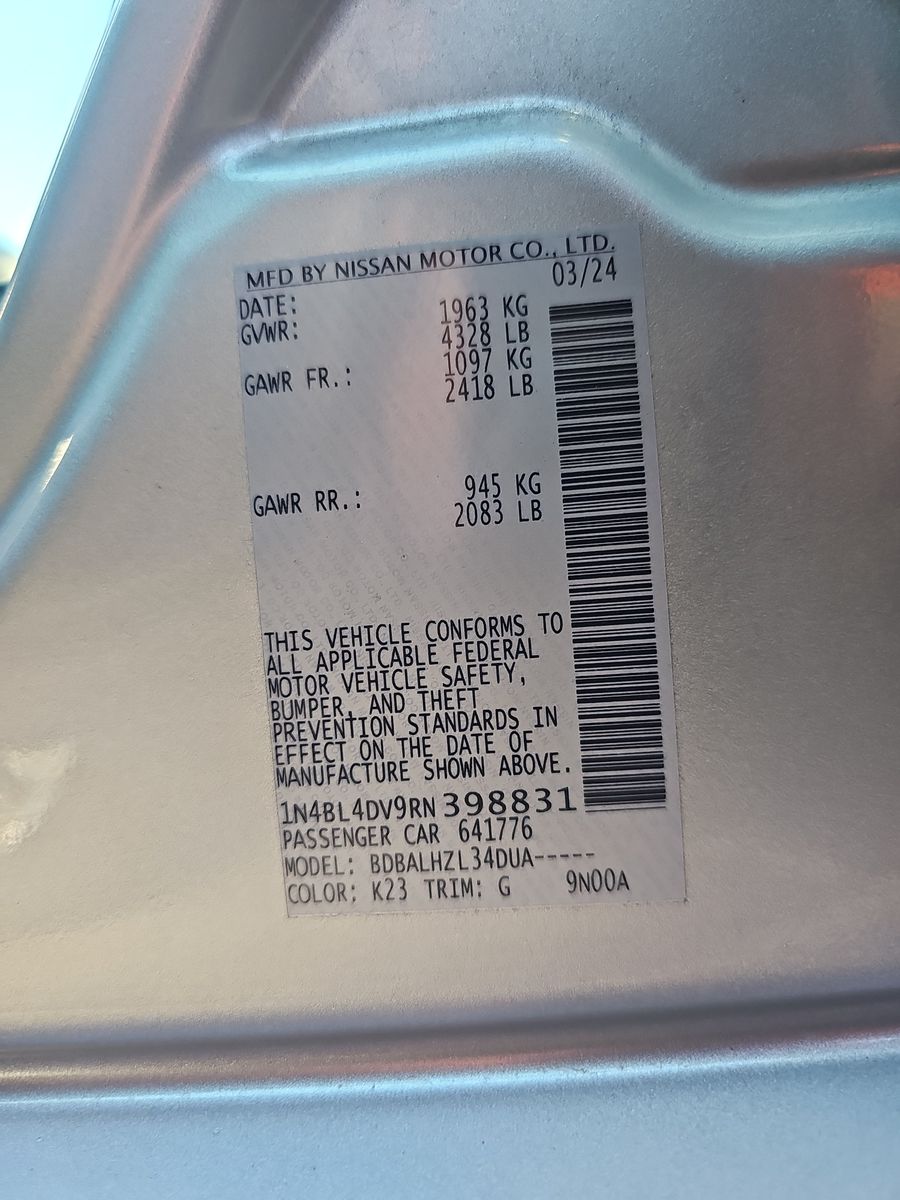 MFD BY NISSAN MOTOR CO., LTD.
DATE: 03/24
GVWR: 1963 KG
4328 LB
GAWR FR.: 1097 KG
2418 LB
GAWR RR.: 945 KG
2083 LB
THIS VEHICLE CONFORMS TO
ALL APPLICABLE FEDERAL
MOTOR VEHICLE SAFETY,
BUMPER, AND THEFT
PREVENTION STANDARDS IN
EFFECT ON THE DATE OF
MANUFACTURE SHOWN ABOVE.
1N4BL4DV9RN 398831
PASSENGER CAR 641776
MODEL: BDBALHZL34DUA-----
COLOR: K23 TRIM: G 9N00A